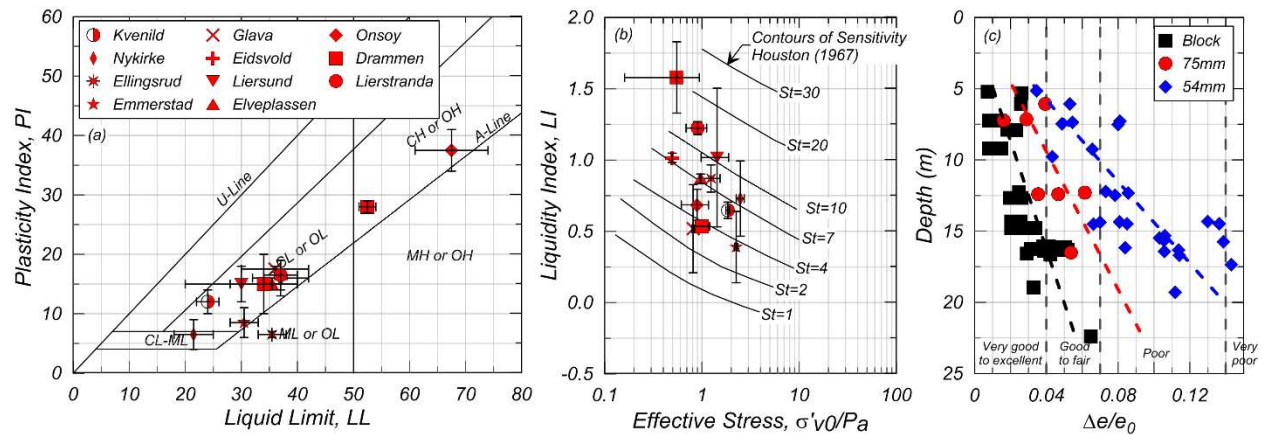 60
50
40
30
20
10
0
Plasticity Index, PI
0 10 20 30 40 50 60 70 80
Liquid Limit, LL
Kvenild
Nykirke
Ellingsrud
Emmerstad
Glava
Eidsvold
Liersund
Elveplassen
Onsoy
Drammen
Lierstranda
(a)
U-Line
CH or OH
A-Line
CL or OL
MH or OH
CL-ML
ML or OL
2.0
1.5
1.0
0.5
0.0
-0.5
Liquidity Index, LI
0.1 1 10 100
Effective Stress, σ'v0/Pa
(b)
Contours of Sensitivity
Houston (1967)
St=30
St=20
St=10
St=7
St=4
St=2
St=1
0
5
10
15
20
25
Depth (m)
0 0.04 0.08 0.12
Δe/e0
(c)
Block
75mm
54mm
Very good
to excellent
Good
to fair
Poor
Very
poor